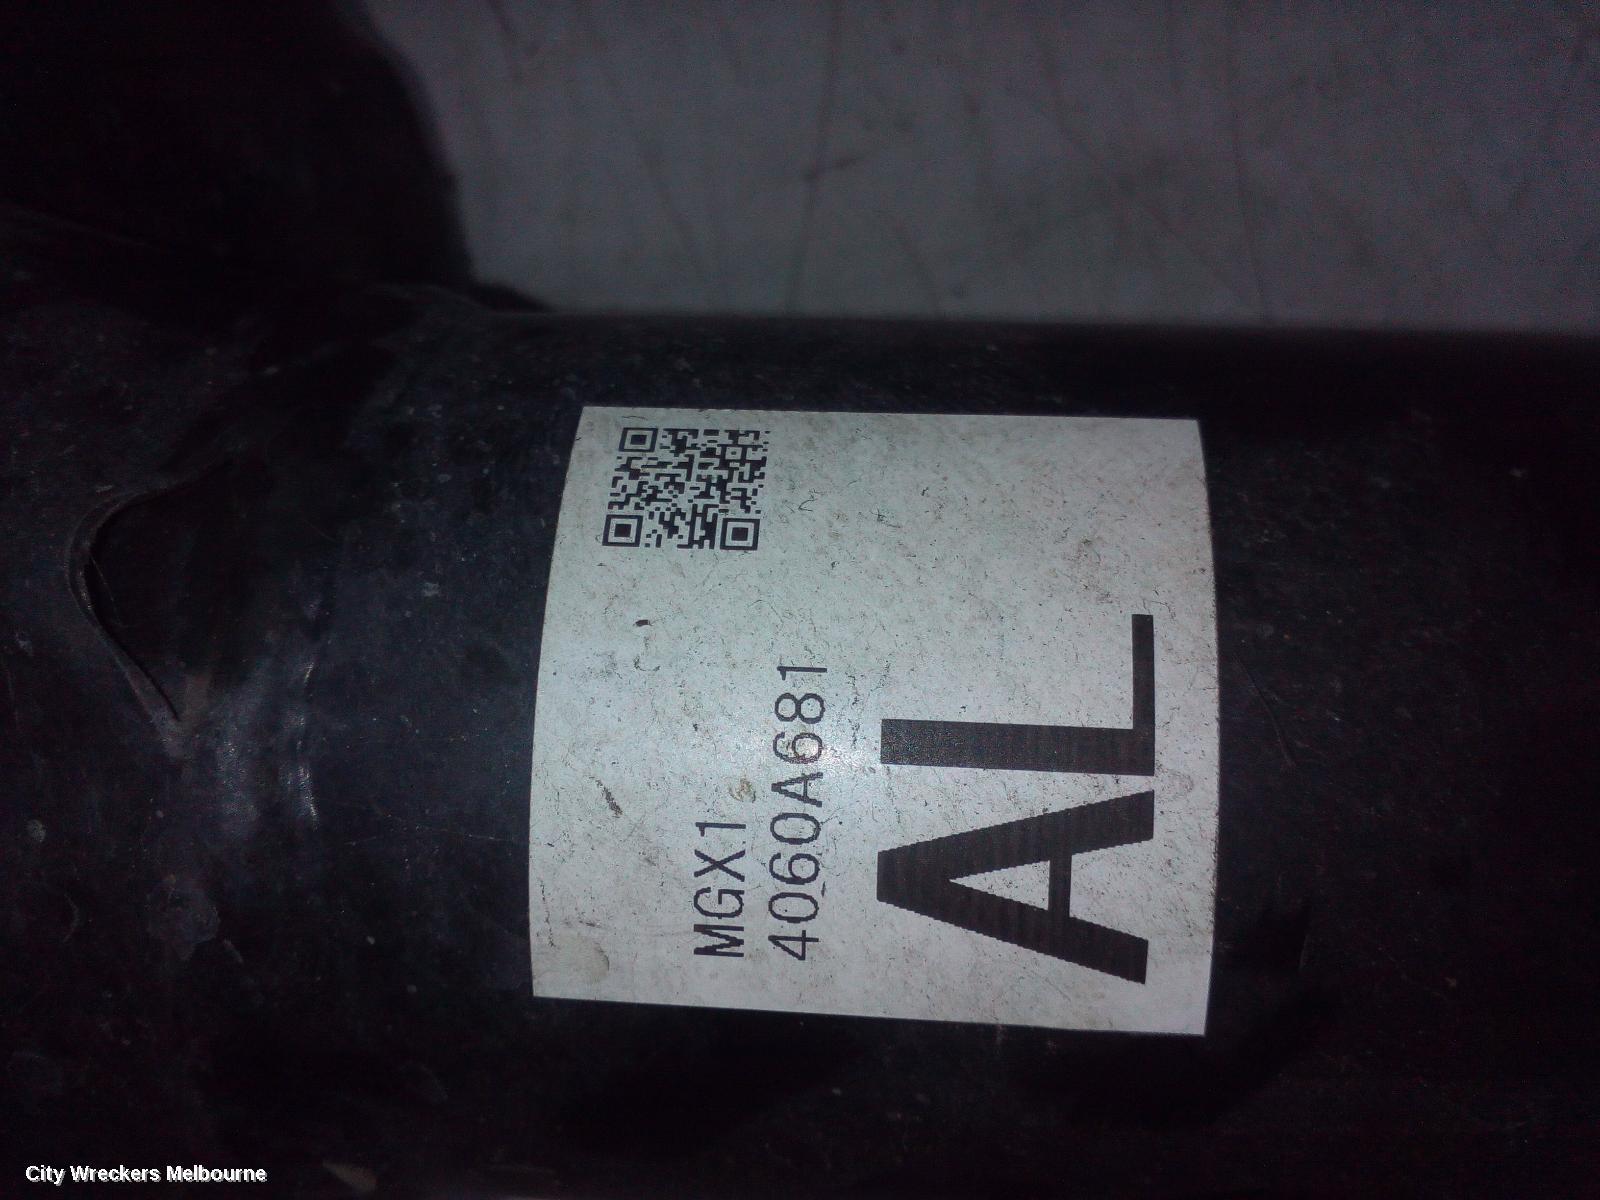 MGX1
4060A681
AL
City Wreckers Melbourne